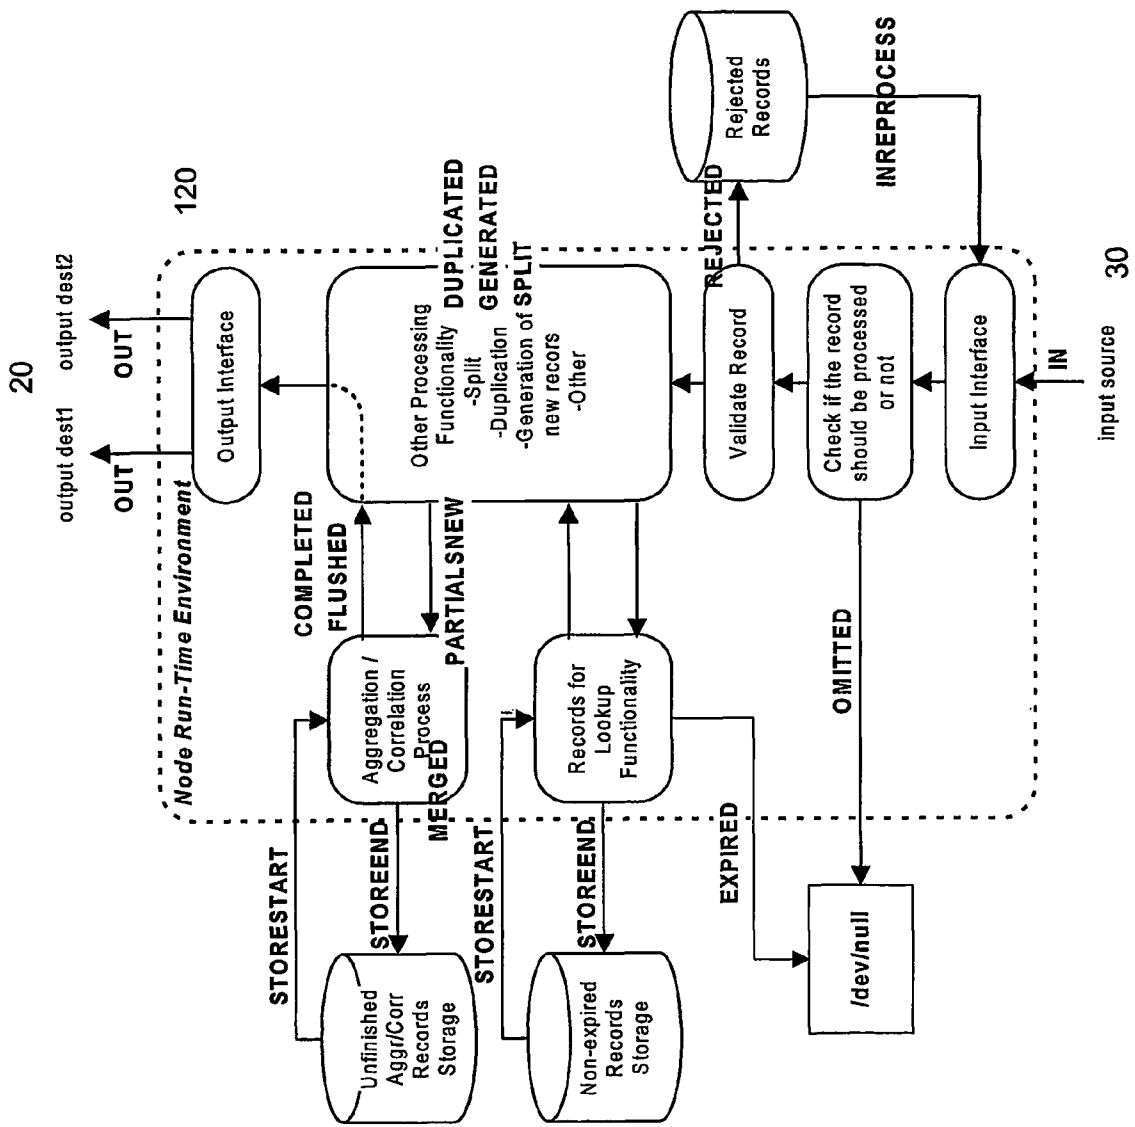 20
output dest1
output dest2
OUT
OUT
120
Node Run-Time Environment
Output Interface
COMPLETED
FLUSHED
Other Processing
Functionality
-Split
-Duplication
-Generation of
new recors
-Other
DUPLICATED
GENERATED
SPLIT
PARTIALSNEW
Aggregation /
Correlation
Process
MERGED
STORESTART
STOREEND
Unfinished
Aggr/Corr
Records
Storage
Records for
Lookup
Functionality
STORESTART
STOREEND
Non-expired
Records
Storage
EXPIRED
/dev/null
OMITTED
Validate Record
REJECTED
Rejected
Records
INREPROCESS
Check if the record
should be processed
or not
Input Interface
IN
input source
30